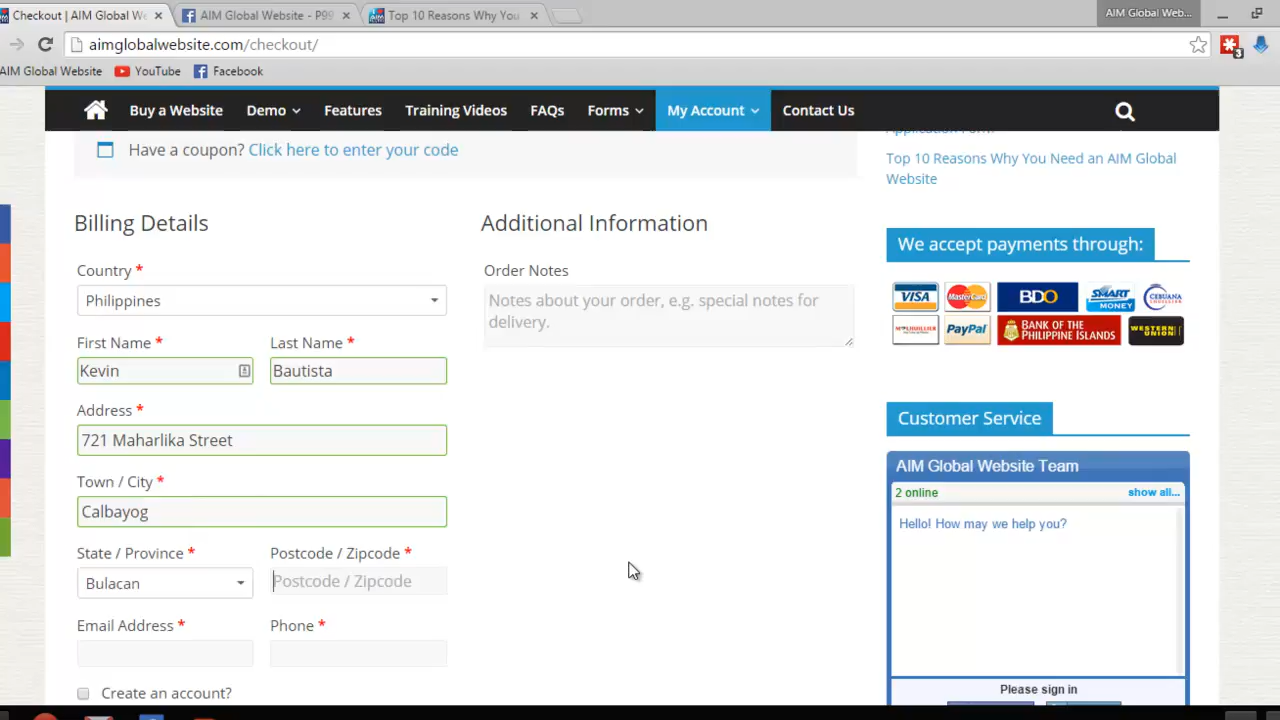 Checkout | AIM Global We
AIM Global Website - P99
Top 10 Reasons Why You
AIM Global Web...
aimglobalwebsite.com/checkout/
3
AIM Global Website
YouTube
Facebook
Buy a Website
Demo
Features
Training Videos
FAQs
Forms
My Account
Contact Us
Have a coupon? Click here to enter your code
Application Form
Top 10 Reasons Why You Need an AIM Global
Website
Billing Details
Additional Information
We accept payments through:
Country *
Order Notes
Philippines
Notes about your order, e.g. special notes for
delivery.
VISA
MasterCard
BDO
SMART
MONEY
CEBUANA
LHUILLIER
M LHUILLIER
PayPal
BANK OF THE
PHILIPPINE ISLANDS
WESTERN
UNION
First Name *
Last Name *
Kevin
Bautista
Address *
721 Maharlika Street
Customer Service
AIM Global Website Team
2 online
show all...
Hello! How may we help you?
Town / City *
Calbayog
State / Province *
Postcode / Zipcode *
Bulacan
Postcode / Zipcode
Email Address *
Phone *
Create an account?
Please sign in